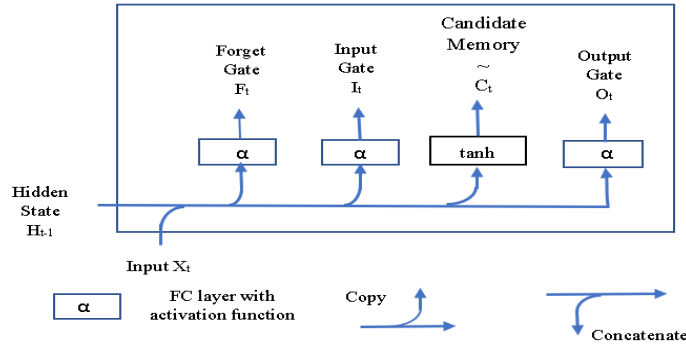 Forget
Gate
Fₜ
Input
Gate
Iₜ
Candidate
Memory
~
Cₜ
Output
Gate
Oₜ
α
α
tanh
α
Hidden
State
Hₜ₋₁
Input Xₜ
α
FC layer with
activation function
Copy
Concatenate